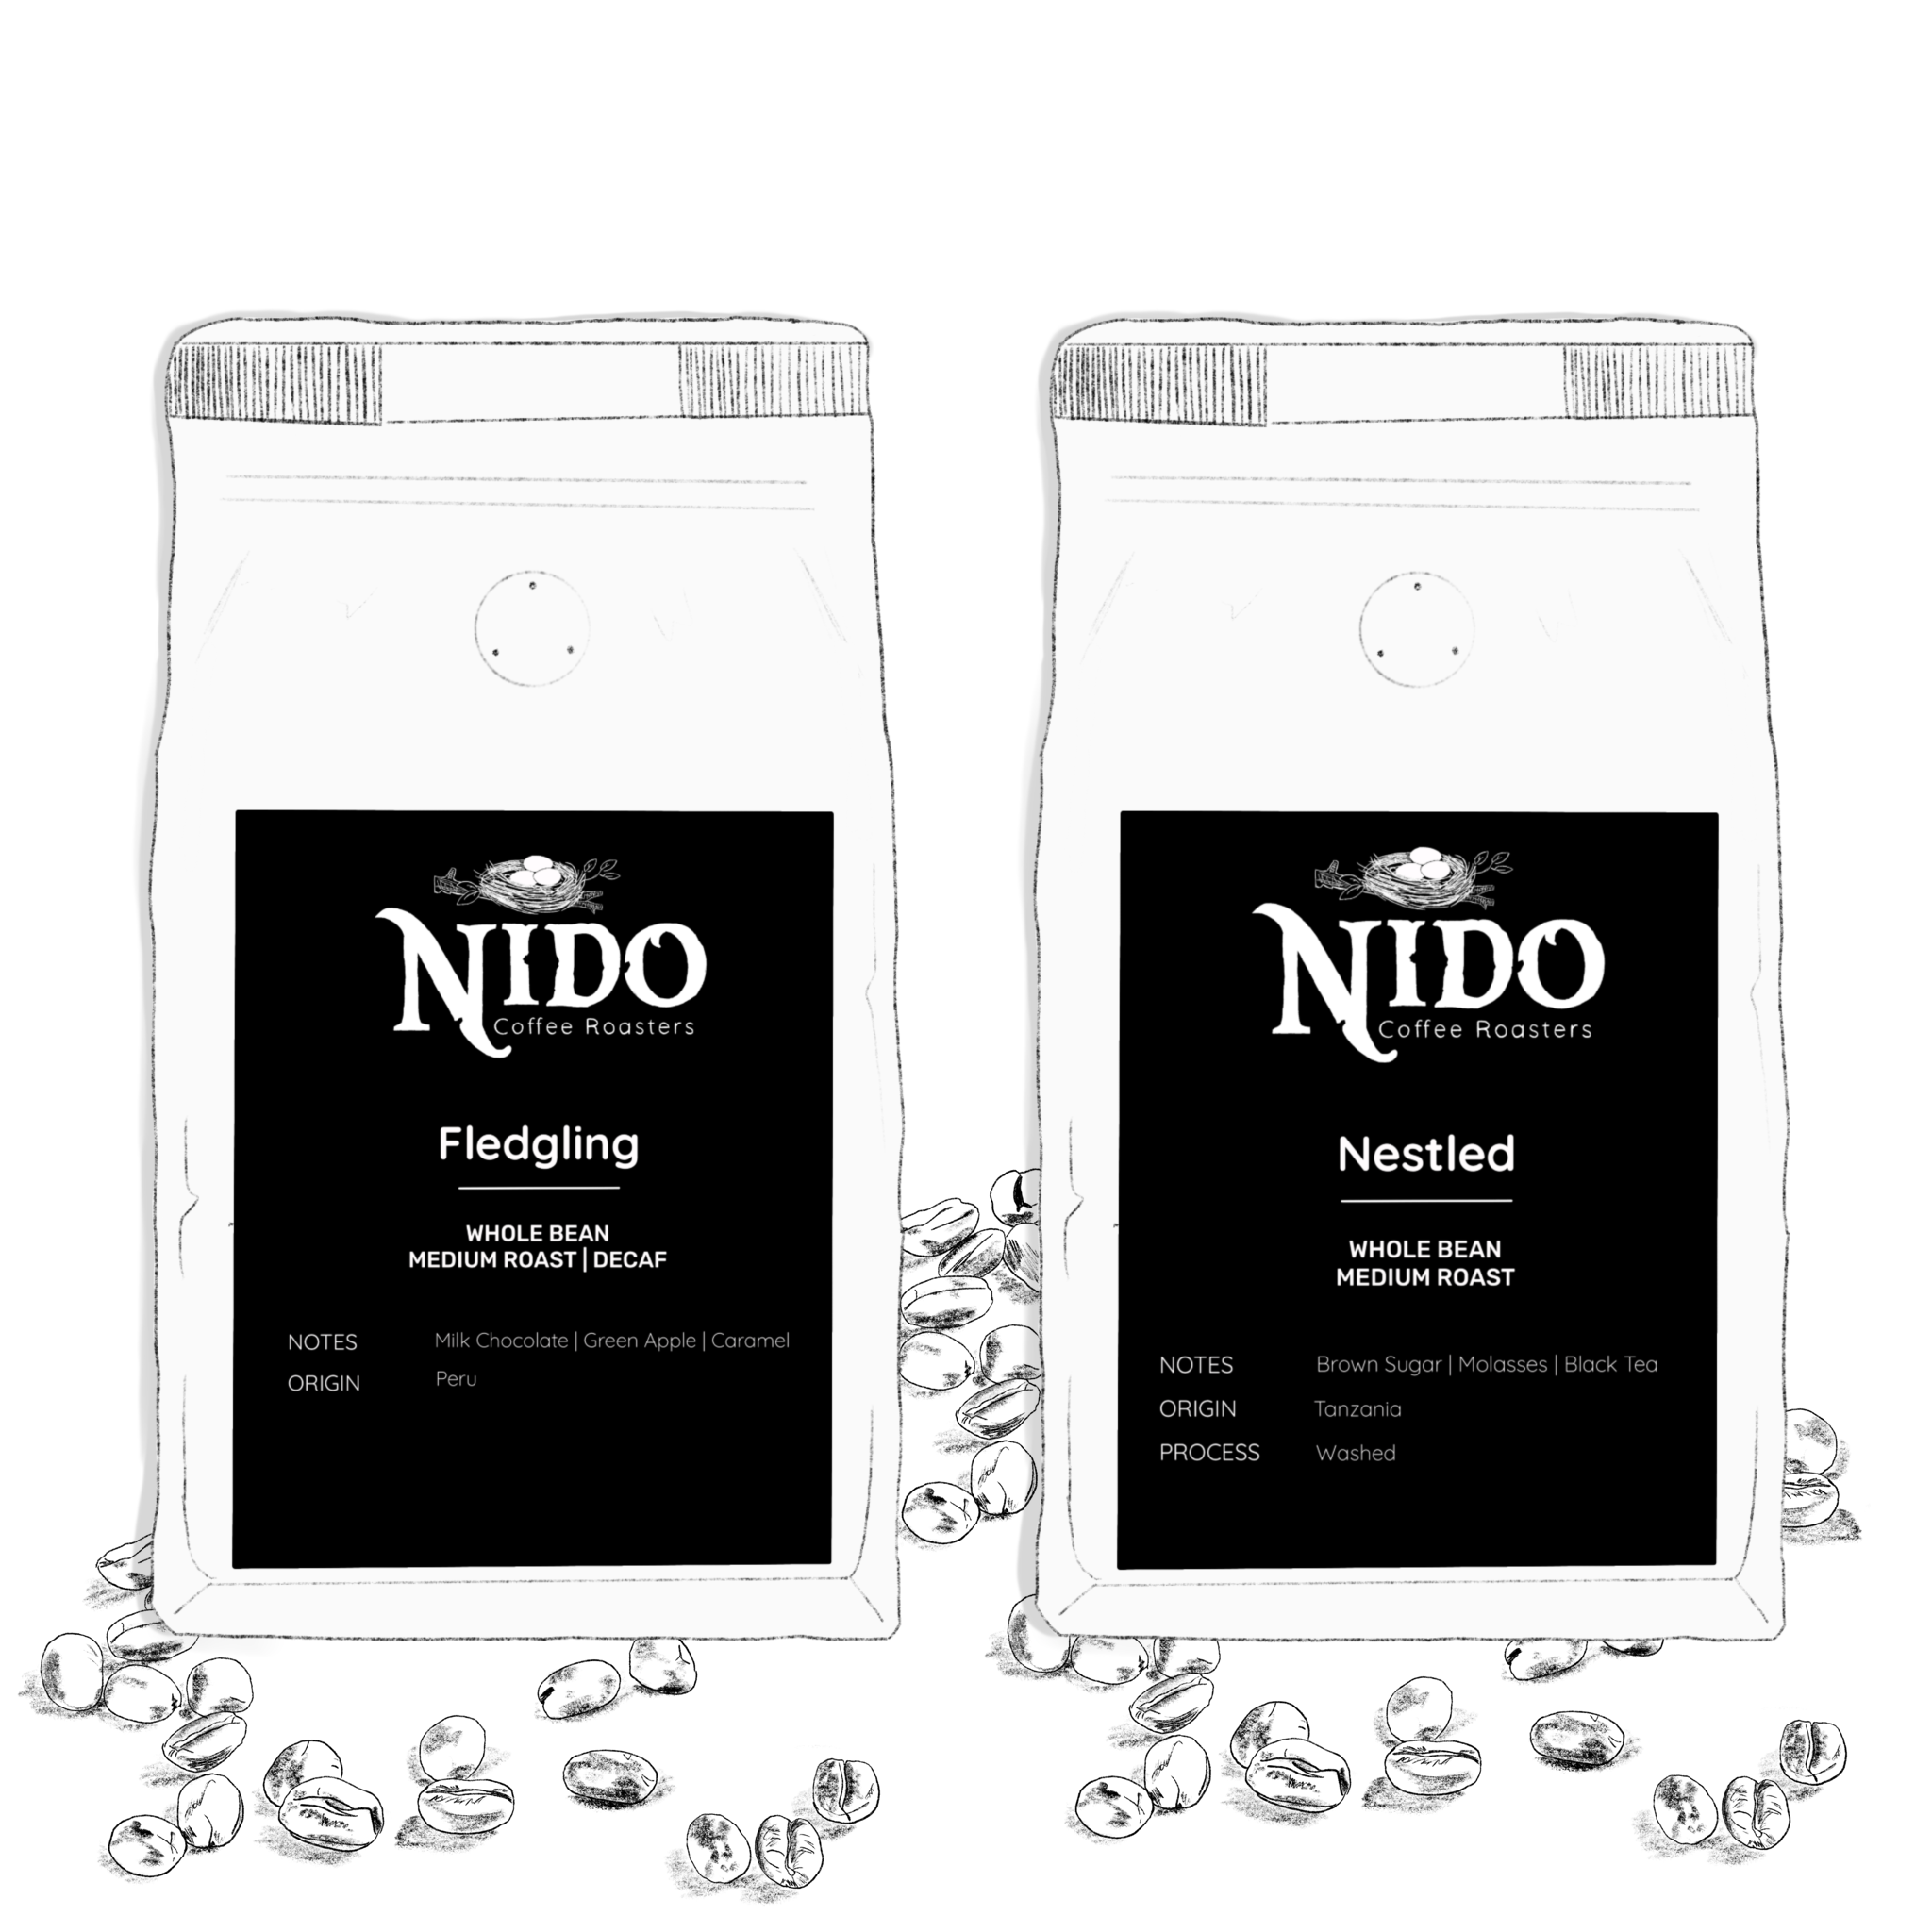 NIDO
Coffee Roasters
Fledgling
WHOLE BEAN
MEDIUM ROAST | DECAF
NOTES Milk Chocolate | Green Apple | Caramel
ORIGIN Peru
NIDO
Coffee Roasters
Nestled
WHOLE BEAN
MEDIUM ROAST
NOTES Brown Sugar | Molasses | Black Tea
ORIGIN Tanzania
PROCESS Washed